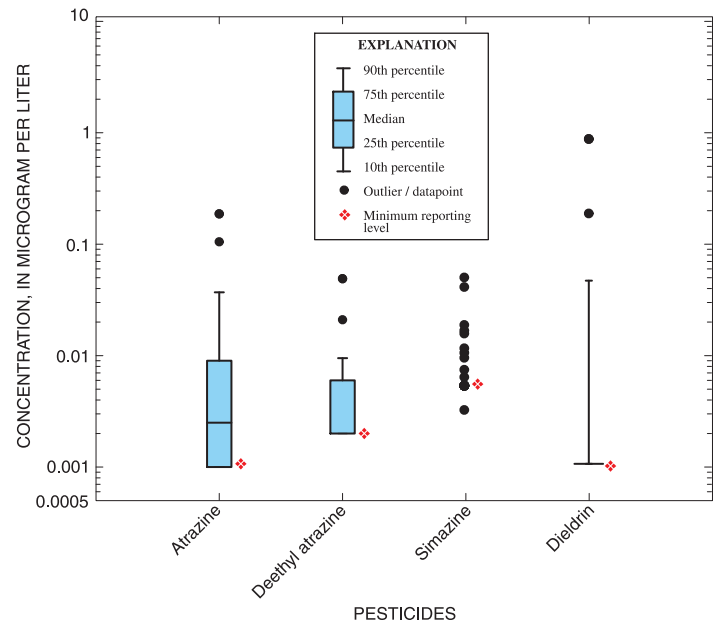 CONCENTRATION, IN MICROGRAM PER LITER
10
1
0.1
0.01
0.001
0.0005
EXPLANATION
90th percentile
75th percentile
Median
25th percentile
10th percentile
Outlier / datapoint
Minimum reporting
level
Atrazine
Deethyl atrazine
Simazine
Dieldrin
PESTICIDES